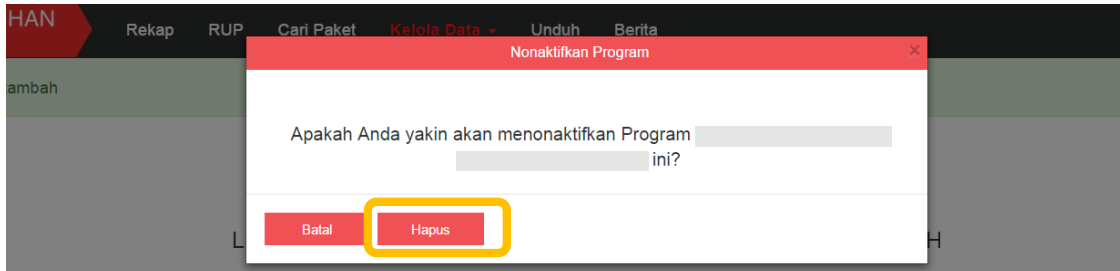 HAN
Rekap RUP Cari Paket Kelola Data Unduh Berita
Nonaktifkan Program ×
ambah
Apakah Anda yakin akan menonaktifkan Program
ini?
Batal Hapus
L H